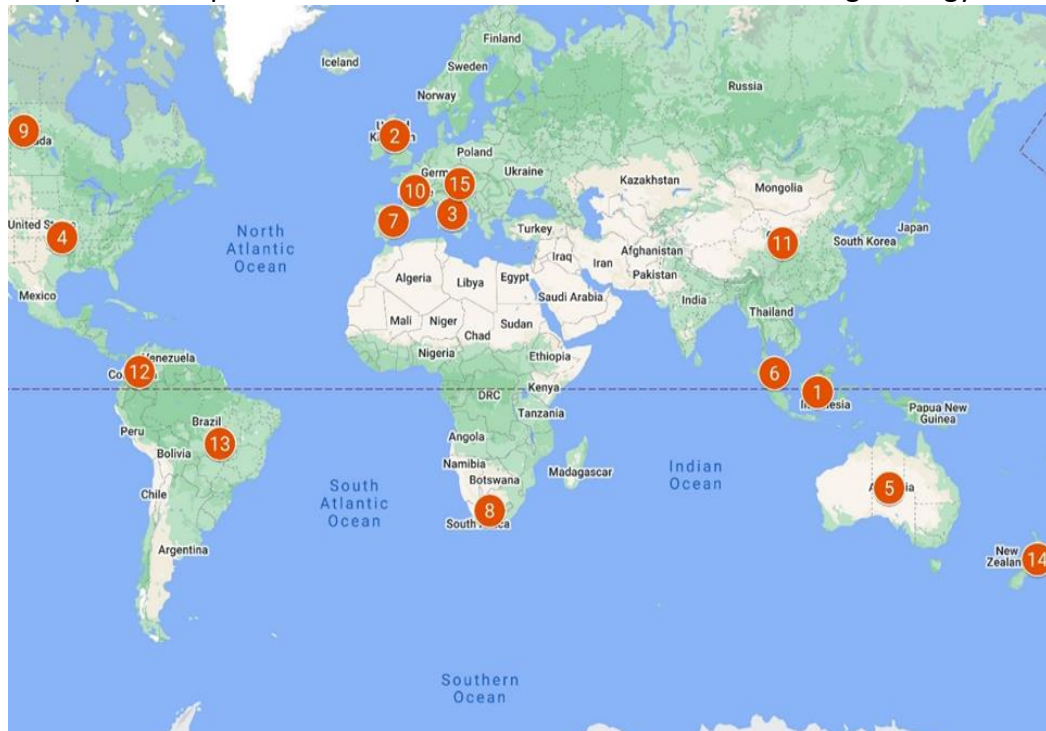 Finland
Iceland
Sweden
Russia
Norway
9
2
Poland
Ukraine
15
10
Kazakhstan
Mongolia
7
3
United
4
North
Atlantic
Ocean
Turkey
11
South Korea
Japan
Iraq
Iran
Afghanistan
Pakistan
Algeria
Libya
Egypt
Saudi Arabia
Mexico
India
Mali
Niger
Chad
Sudan
Thailand
Nigeria
Ethiopia
Venezuela
12
6
1
DRC
Kenya
Papua New
Guinea
Tanzania
Brazil
Peru
13
Bolivia
Angola
Namibia
Botswana
Madagascar
Indian
Ocean
5
Chile
South
Atlantic
Ocean
8
South
Argentina
New
14
Southern
Ocean